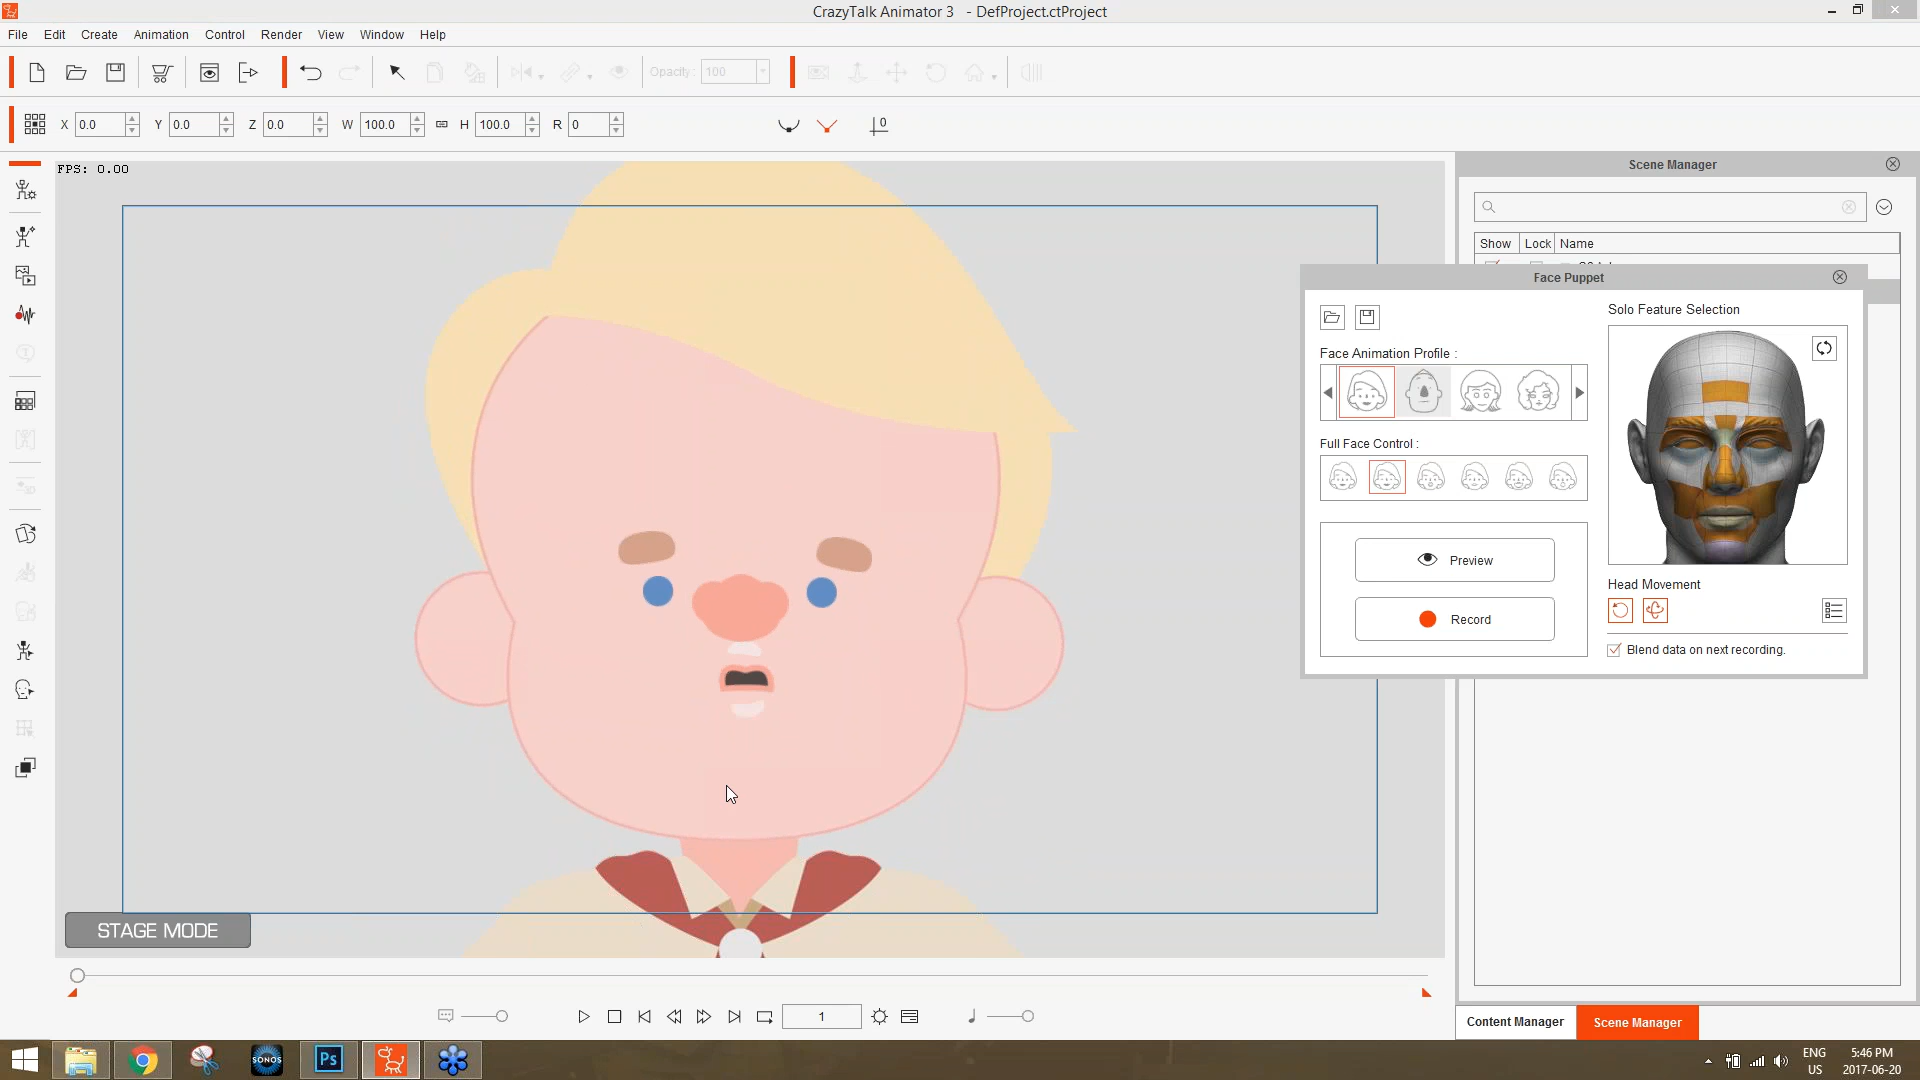 CrazyTalk Animator 3 - DefProject.ctProject
File Edit Create Animation Control Render View Window Help
Opacity: 100
X 0.0 Y 0.0 Z 0.0 W 100.0 H 100.0 R 0 0
FPS: 0.00
Scene Manager
Show Lock Name
Face Puppet
Solo Feature Selection
Face Animation Profile :
Full Face Control :
Preview
Record
Head Movement
Blend data on next recording.
STAGE MODE
1
Content Manager Scene Manager
SONOS
Ps
ENG
US
5:46 PM
2017-06-20